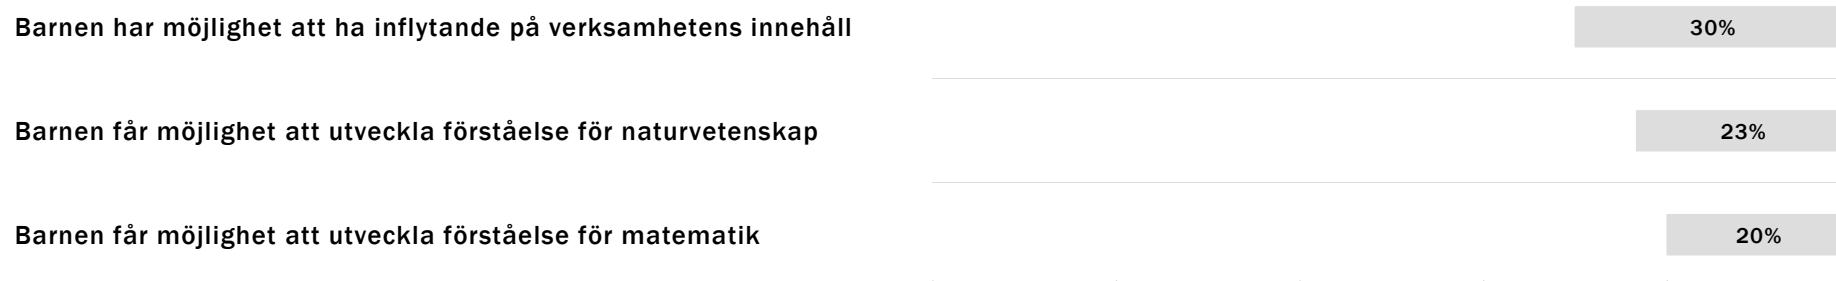 Barnen har möjlighet att ha inflytande på verksamhetens innehåll 30%
Barnen får möjlighet att utveckla förståelse för naturvetenskap 23%
Barnen får möjlighet att utveckla förståelse för matematik 20%